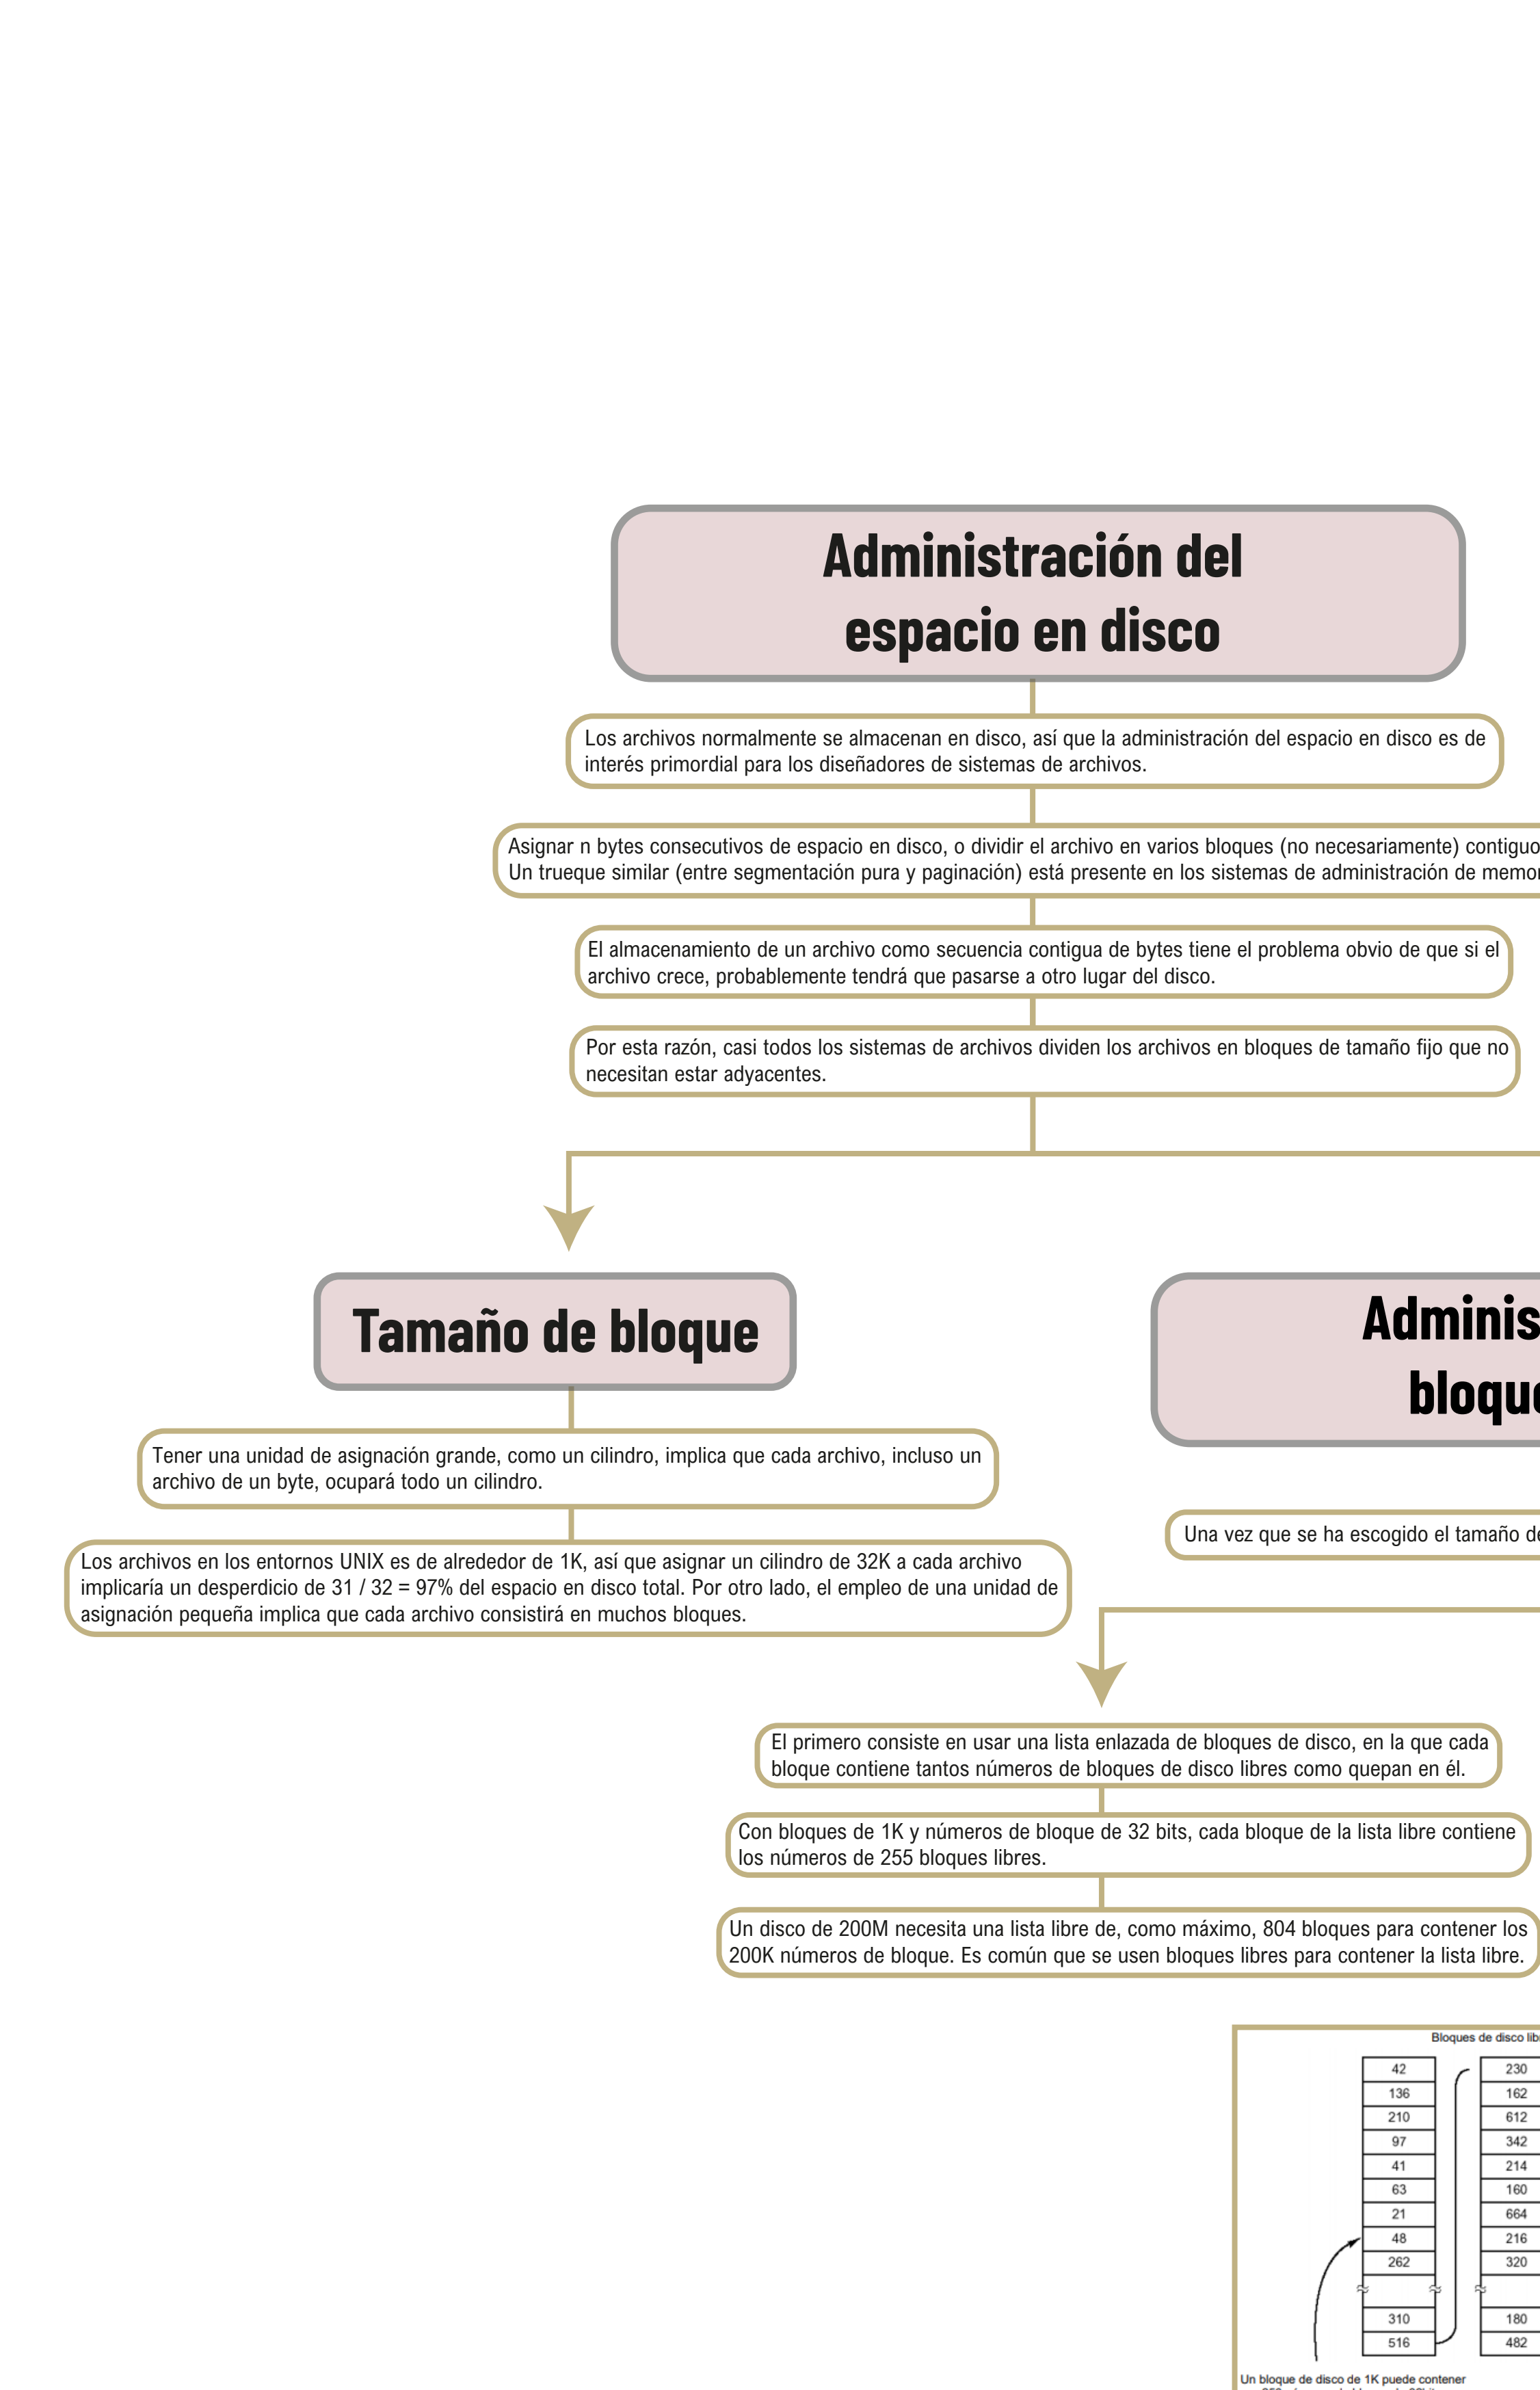 Administración del
espacio en disco
Los archivos normalmente se almacenan en disco, así que la administración del espacio en disco es de
interés primordial para los diseñadores de sistemas de archivos.
Asignar n bytes consecutivos de espacio en disco, o dividir el archivo en varios bloques (no necesariamente) contiguo
Un trueque similar (entre segmentación pura y paginación) está presente en los sistemas de administración de memor
El almacenamiento de un archivo como secuencia contigua de bytes tiene el problema obvio de que si el
archivo crece, probablemente tendrá que pasarse a otro lugar del disco.
Por esta razón, casi todos los sistemas de archivos dividen los archivos en bloques de tamaño fijo que no
necesitan estar adyacentes.
Tamaño de bloque
Tener una unidad de asignación grande, como un cilindro, implica que cada archivo, incluso un
archivo de un byte, ocupará todo un cilindro.
Los archivos en los entornos UNIX es de alrededor de 1K, así que asignar un cilindro de 32K a cada archivo
implicaría un desperdicio de 31 / 32 = 97% del espacio en disco total. Por otro lado, el empleo de una unidad de
asignación pequeña implica que cada archivo consistirá en muchos bloques.
Adminis
bloque
Una vez que se ha escogido el tamaño de
El primero consiste en usar una lista enlazada de bloques de disco, en la que cada
bloque contiene tantos números de bloques de disco libres como quepan en él.
Con bloques de 1K y números de bloque de 32 bits, cada bloque de la lista libre contiene
los números de 255 bloques libres.
Un disco de 200M necesita una lista libre de, como máximo, 804 bloques para contener los
200K números de bloque. Es común que se usen bloques libres para contener la lista libre.
Bloques de disco lib
42
136
210
97
41
63
21
48
262
310
516
230
162
612
342
214
160
664
216
320
180
482
Un bloque de disco de 1K puede contener